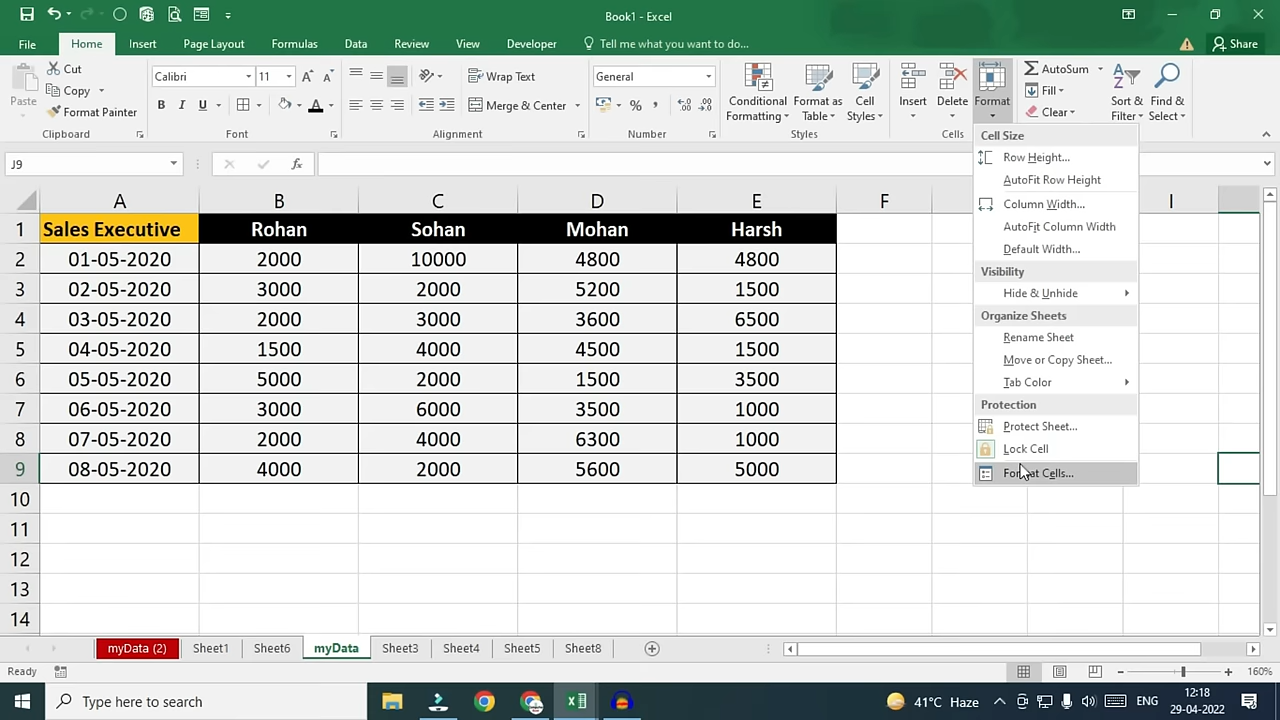 Book1 - Excel
File Home Insert Page Layout Formulas Data Review View Developer Tell me what you want to do... Share
Paste
Cut
Copy
Format Painter
Clipboard
Calibri 11
B I U A
Font
Wrap Text
Merge & Center
Alignment
General
%
Number
Conditional Formatting
Format as Table
Cell Styles
Styles
Insert Delete Format
Cells
AutoSum
Fill
Clear
Sort & Filter
Find & Select
Cell Size
Row Height...
AutoFit Row Height
Column Width...
AutoFit Column Width
Default Width...
Visibility
Hide & Unhide
Organize Sheets
Rename Sheet
Move or Copy Sheet...
Tab Color
Protection
Protect Sheet...
Lock Cell
Format Cells...
J9 fx
A B C D E F I
1 Sales Executive Rohan Sohan Mohan Harsh
2 01-05-2020 2000 10000 4800 4800
3 02-05-2020 3000 2000 5200 1500
4 03-05-2020 2000 3000 3600 6500
5 04-05-2020 1500 4000 4500 1500
6 05-05-2020 5000 2000 1500 3500
7 06-05-2020 3000 6000 3500 1000
8 07-05-2020 2000 4000 6300 1000
9 08-05-2020 4000 2000 5600 5000
10
11
12
13
14
myData (2) Sheet1 Sheet6 myData Sheet3 Sheet4 Sheet5 Sheet8
Ready 160%
Type here to search 41°C Haze ENG 12:18
29-04-2022